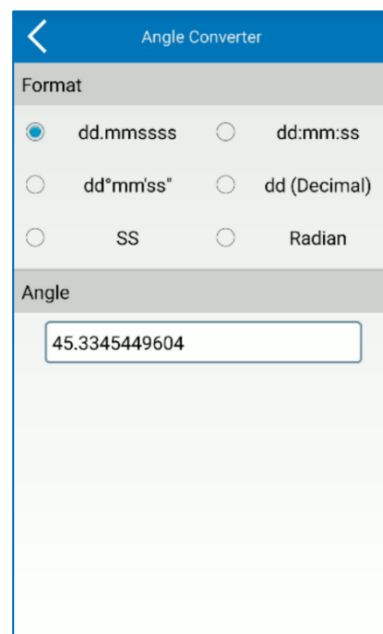 Angle Converter
Format
dd.mmssss dd:mm:ss
dd°mm'ss" dd (Decimal)
SS Radian
Angle
45.3345449604